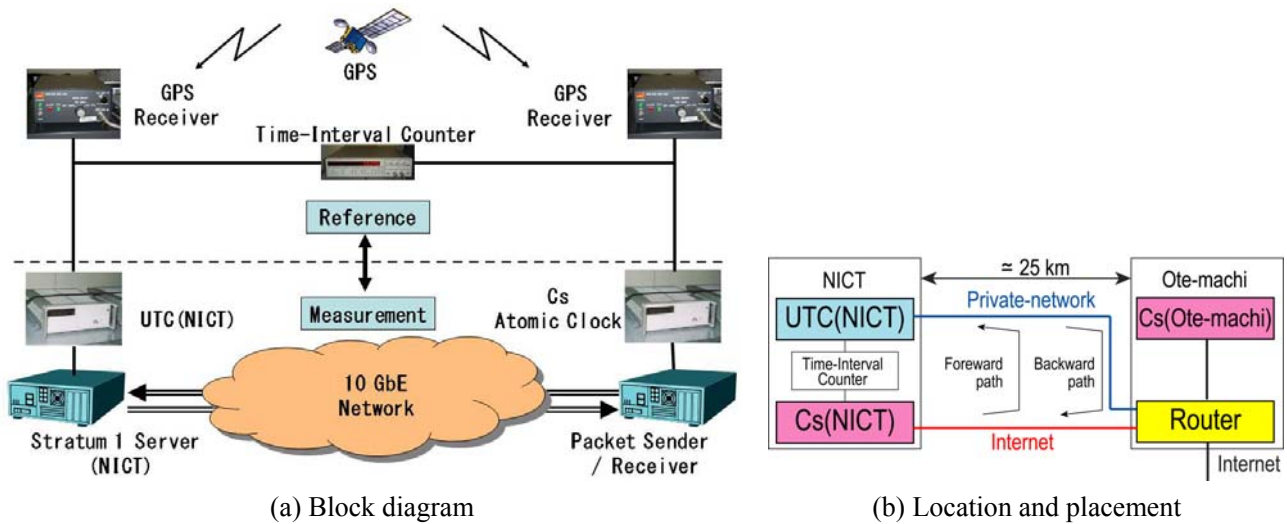 GPS
GPS
Receiver
GPS
Receiver
Time-Interval Counter
Reference
UTC(NICT)
Measurement
Cs
Atomic Clock
10 GbE
Network
Stratum 1 Server
(NICT)
Packet Sender
/ Receiver
(a) Block diagram
NICT
≃ 25 km
Ote-machi
Private-network
UTC(NICT)
Cs(Ote-machi)
Time-Interval
Counter
Foreward
path
Backward
path
Cs(NICT)
Router
Internet
Internet
(b) Location and placement